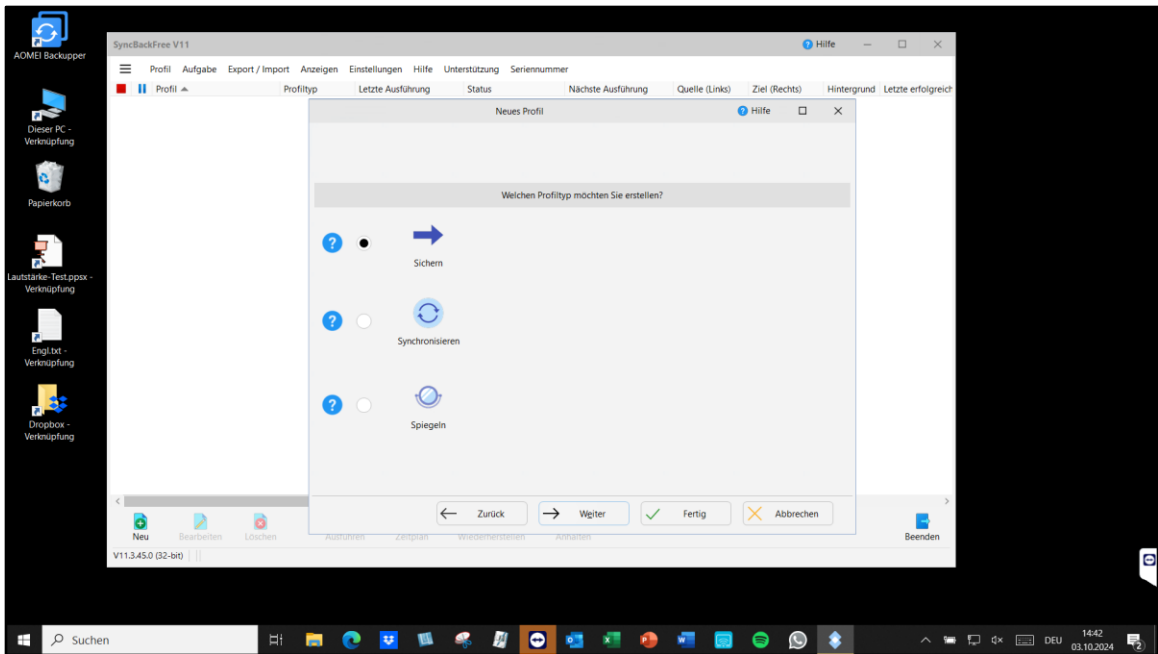 AOMEI Backupper
Dieser PC -
Verknüpfung
Papierkorb
Lautstärke-Test.ppsx -
Verknüpfung
Engl.txt -
Verknüpfung
Dropbox -
Verknüpfung
SyncBackFree V11
Hilfe
Profil Aufgabe Export / Import Anzeigen Einstellungen Hilfe Unterstützung Seriennummer
Profil Profiltyp Letzte Ausführung Status Nächste Ausführung Quelle (Links) Ziel (Rechts) Hintergrund Letzte erfolgreich
Neues Profil
Hilfe
Welchen Profiltyp möchten Sie erstellen?
Sichern
Synchronisieren
Spiegeln
Zurück Weiter Fertig Abbrechen
Neu Bearbeiten Löschen Ausführen Zeitplan Wiederherstellen Anhalten Beenden
V11.3.45.0 (32-bit)
Suchen
DEU
14:42
03.10.2024
2